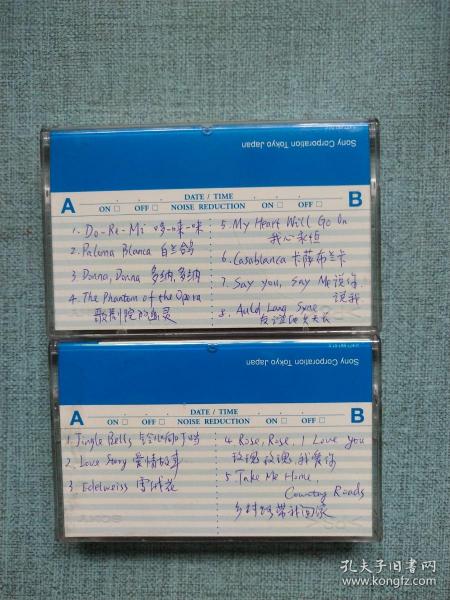 Sony Corporation Tokyo Japan
A
DATE / TIME
B
ON □ OFF □ NOISE REDUCTION ON □ OFF □
1. Do-Re-Mi 哆-唻-咪
2. Paloma Blanca 白兰鸽
3 Donna, Donna 多纳,多纳
4. The Phantom of the Opera
歌剧院的幽灵
5. My Heart Will Go On
我心永恒
6. Casablanca 卡萨布兰卡
7. Say you, Say Me 说你
说我
8. Auld Lang Syne
友谊地久天长
Sony Corporation Tokyo Japan
A
DATE / TIME
B
ON □ OFF □ NOISE REDUCTION ON □ OFF □
1. Jingle Bells
2. Love Story 爱情故事
3 Edelweiss 雪绒花
4. Rose, Rose, I Love you
玫瑰玫瑰,我爱你
5 Take Me Home
Country Roads
乡村路带我回家
孔夫子旧书网
www.kongfz.com